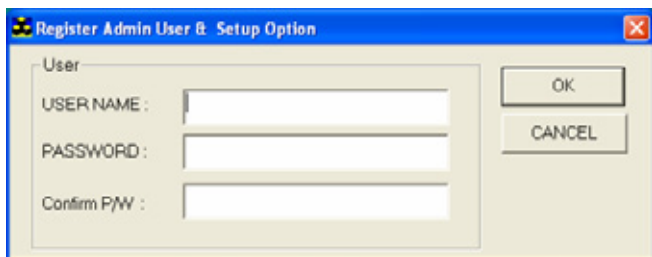 Register Admin User & Setup Option
User
USER NAME :
PASSWORD :
Confirm P/W :
OK
CANCEL